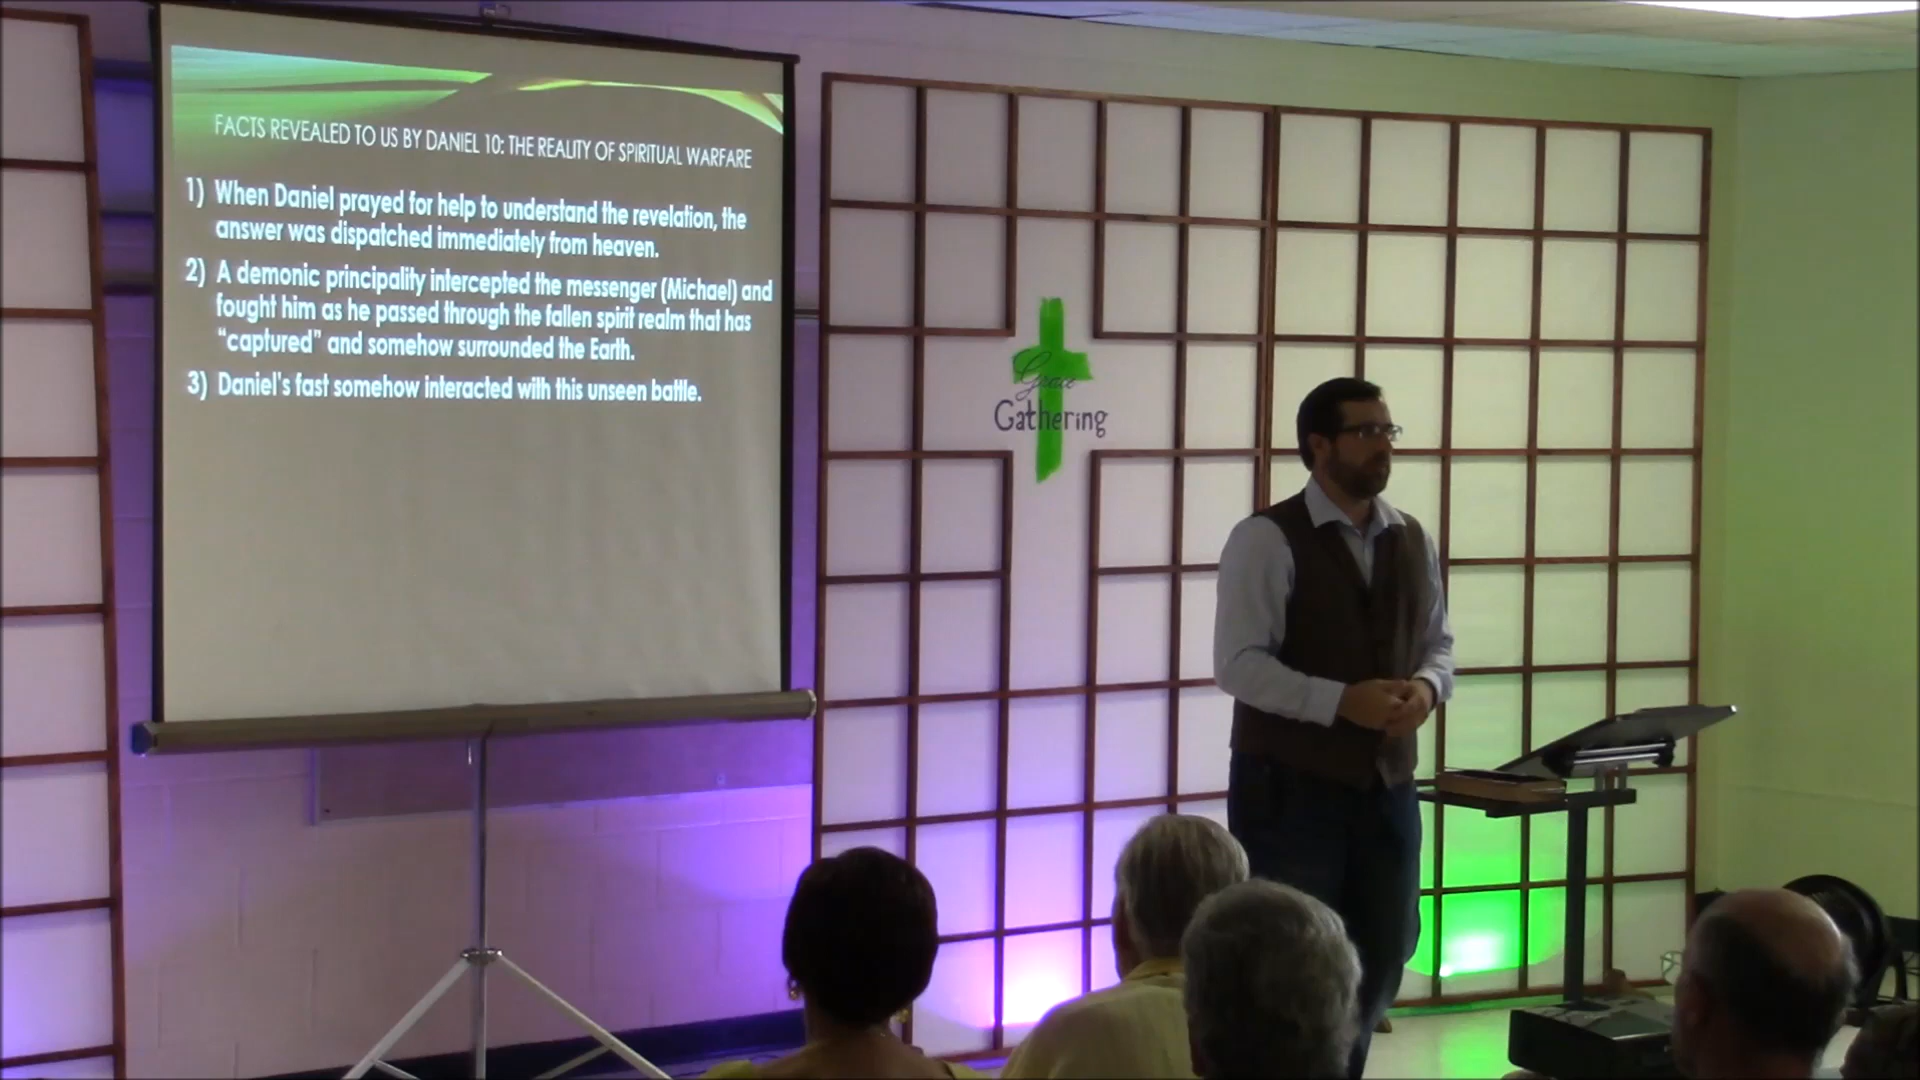 FACTS REVEALED TO US BY DANIEL 10: THE REALITY OF SPIRITUAL WARFARE
1) When Daniel prayed for help to understand the revelation, the
answer was dispatched immediately from heaven.
2) A demonic principality intercepted the messenger (Michael) and
fought him as he passed through the fallen spirit realm that has
“captured” and somehow surrounded the Earth.
3) Daniel's fast somehow interacted with this unseen battle.
Grace
Gathering